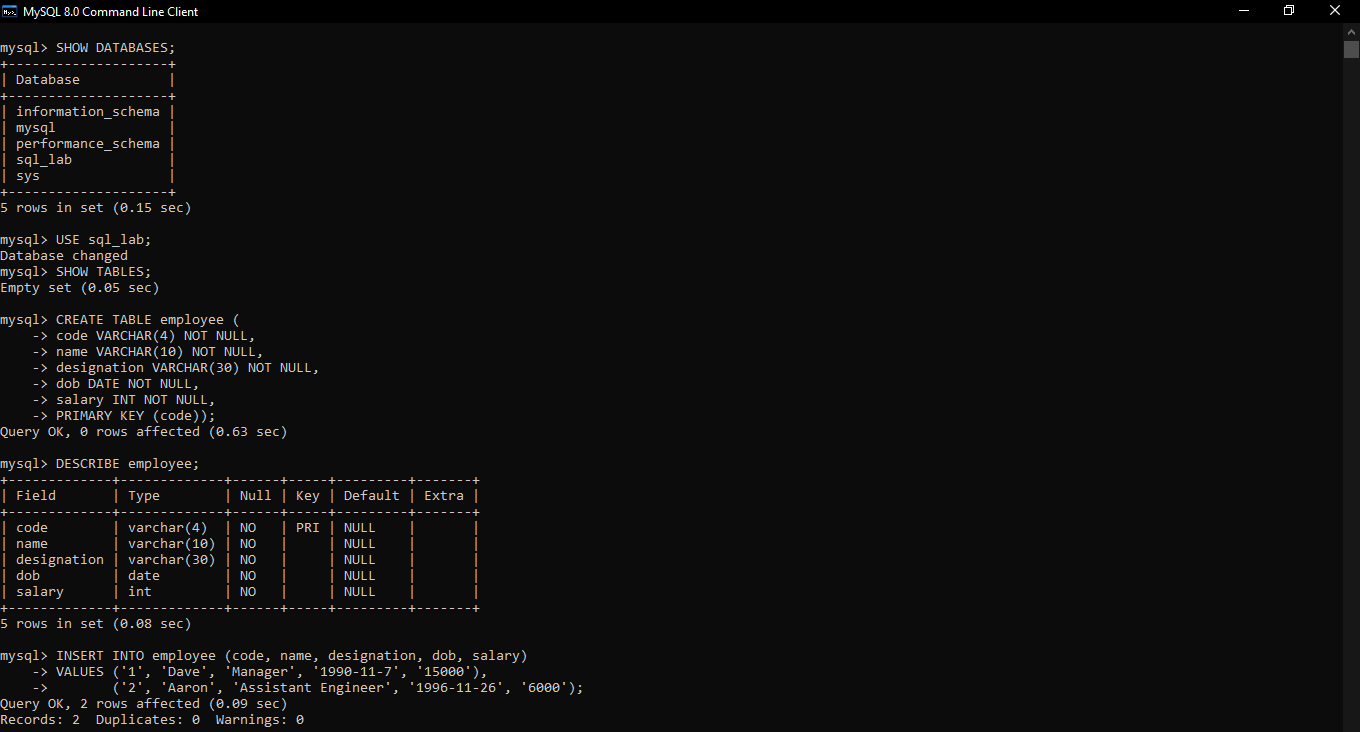 MySQL 8.0 Command Line Client
mysql> SHOW DATABASES;
+--------------------+
| Database           |
+--------------------+
| information_schema |
| mysql              |
| performance_schema |
| sql_lab            |
| sys                |
+--------------------+
5 rows in set (0.15 sec)
mysql> USE sql_lab;
Database changed
mysql> SHOW TABLES;
Empty set (0.05 sec)
mysql> CREATE TABLE employee (
    -> code VARCHAR(4) NOT NULL,
    -> name VARCHAR(10) NOT NULL,
    -> designation VARCHAR(30) NOT NULL,
    -> dob DATE NOT NULL,
    -> salary INT NOT NULL,
    -> PRIMARY KEY (code));
Query OK, 0 rows affected (0.63 sec)
mysql> DESCRIBE employee;
+-------------+-------------+------+-----+---------+-------+
| Field       | Type        | Null | Key | Default | Extra |
+-------------+-------------+------+-----+---------+-------+
| code        | varchar(4)  | NO   | PRI | NULL    |       |
| name        | varchar(10) | NO   |     | NULL    |       |
| designation | varchar(30) | NO   |     | NULL    |       |
| dob         | date        | NO   |     | NULL    |       |
| salary      | int         | NO   |     | NULL    |       |
+-------------+-------------+------+-----+---------+-------+
5 rows in set (0.08 sec)
mysql> INSERT INTO employee (code, name, designation, dob, salary)
    -> VALUES ('1', 'Dave', 'Manager', '1990-11-7', '15000'),
    ->        ('2', 'Aaron', 'Assistant Engineer', '1996-11-26', '6000');
Query OK, 2 rows affected (0.09 sec)
Records: 2  Duplicates: 0  Warnings: 0